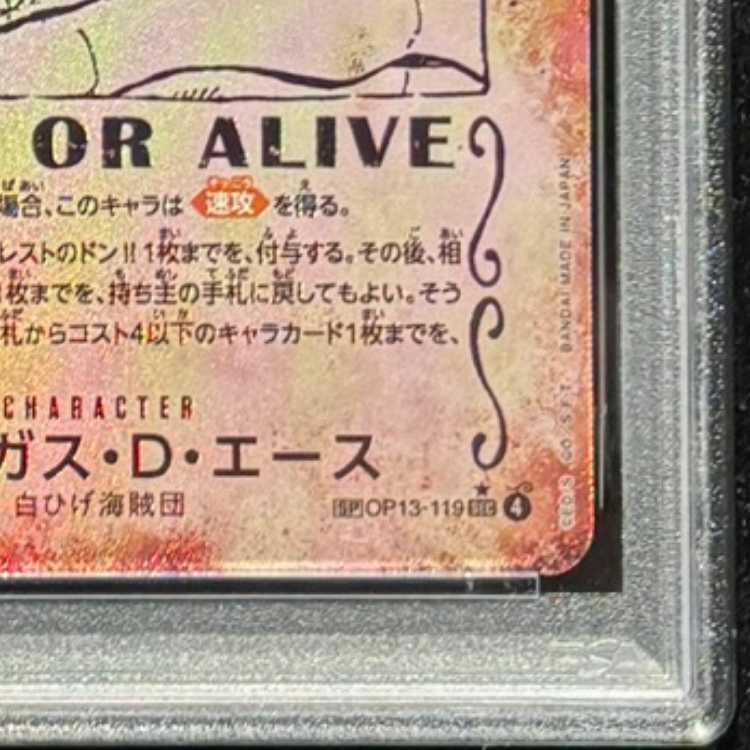 OR ALIVE
場合、このキャラは 速攻 を得る。
レストのドン!! 1枚までを、付与する。その後、相
枚までを、持ち主の手札に戻してもよい。そう
札からコスト4以下のキャラカード1枚までを、
CHARACTER
ガス・D・エース
白ひげ海賊団
SP OP13-119 SEC 4
BANDAI MADE IN JAPAN